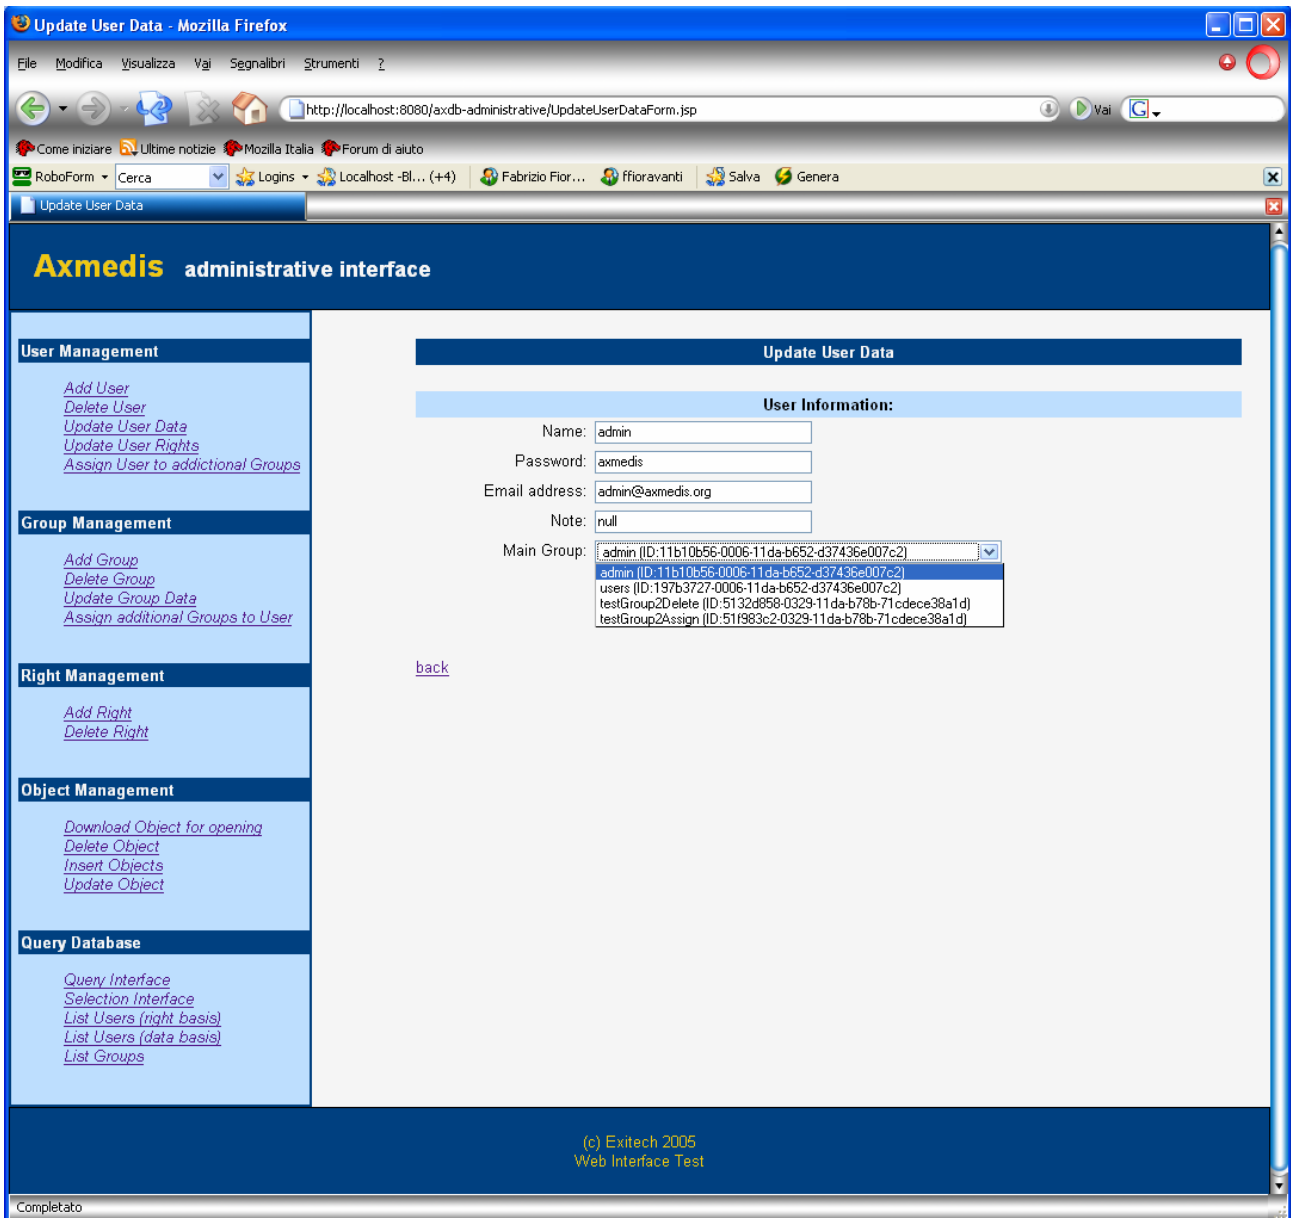 Update User Data - Mozilla Firefox
File Modifica Visualizza Vai Segnalibri Strumenti ?
http://localhost:8080/axdb-administrative/UpdateUserDataForm.jsp Vai G
Come iniziare Ultime notizie Mozilla Italia Forum di aiuto
RoboForm Cerca Logins Localhost -Bl... (+4) Fabrizio Fior... ffioravanti Salva Genera
Update User Data
Axmedis administrative interface
User Management
Add User
Delete User
Update User Data
Update User Rights
Assign User to addictional Groups
Group Management
Add Group
Delete Group
Update Group Data
Assign additional Groups to User
Right Management
Add Right
Delete Right
Object Management
Download Object for opening
Delete Object
Insert Objects
Update Object
Query Database
Query Interface
Selection Interface
List Users (right basis)
List Users (data basis)
List Groups
Update User Data
User Information:
Name: admin
Password: axmedis
Email address: admin@axmedis.org
Note: null
Main Group: admin (ID:11b10b56-0006-11da-b652-d37436e007c2)
admin (ID:11b10b56-0006-11da-b652-d37436e007c2)
users (ID:197b3727-0006-11da-b652-d37436e007c2)
testGroup2Delete (ID:5132d858-0329-11da-b78b-71cdece38a1d)
testGroup2Assign (ID:51f983c2-0329-11da-b78b-71cdece38a1d)
back
(c) Exitech 2005
Web Interface Test
Completato